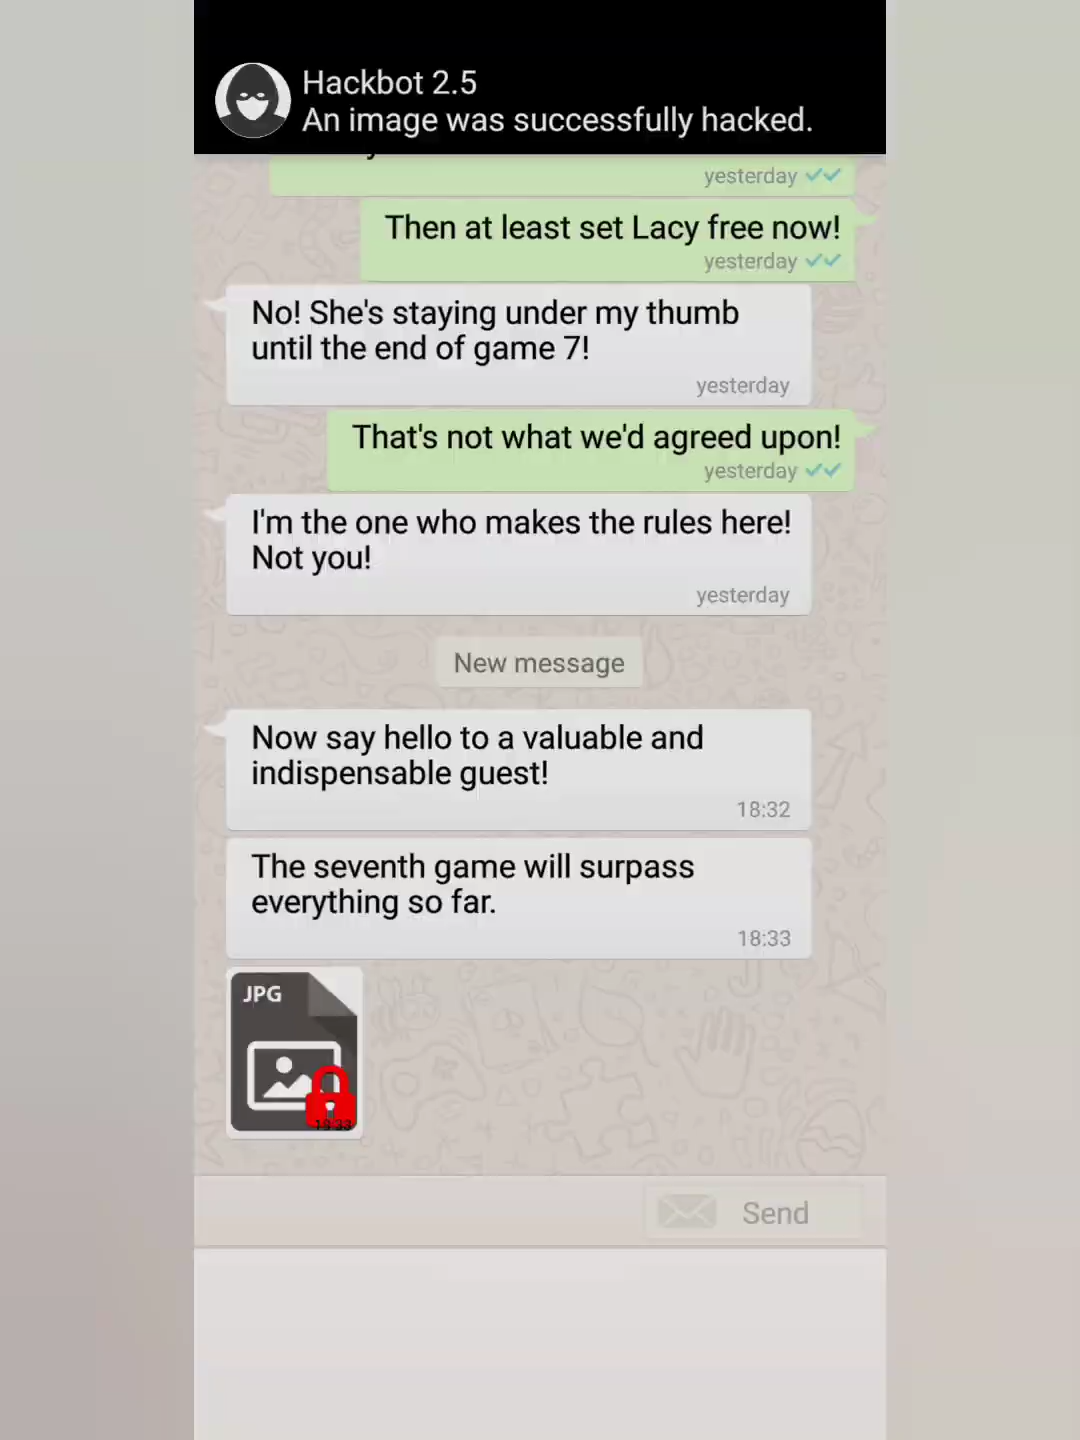 Hackbot 2.5
An image was successfully hacked.
yesterday
Then at least set Lacy free now!
yesterday
No! She's staying under my thumb
until the end of game 7!
yesterday
That's not what we'd agreed upon!
yesterday
I'm the one who makes the rules here!
Not you!
yesterday
New message
Now say hello to a valuable and
indispensable guest!
18:32
The seventh game will surpass
everything so far.
18:33
JPG
18:33
Send